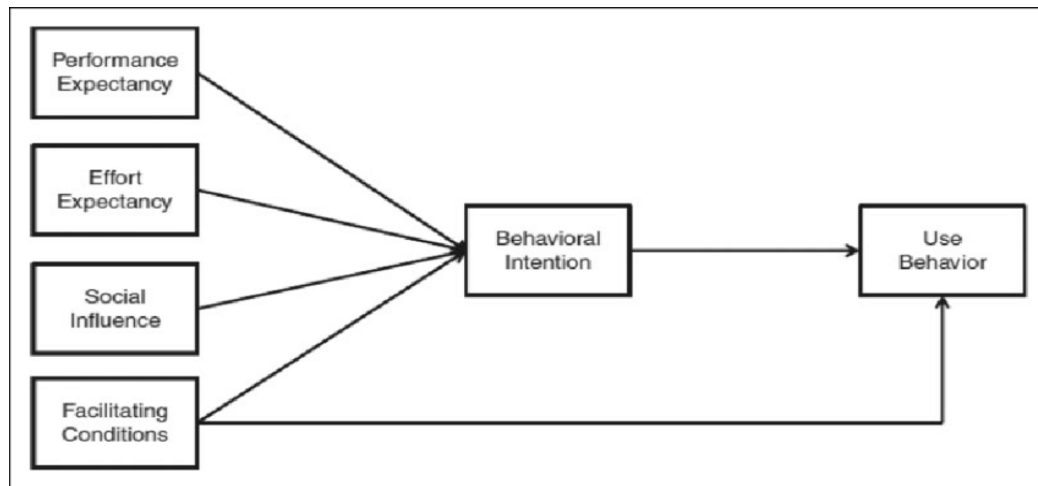 Performance
Expectancy
Effort
Expectancy
Social
Influence
Facilitating
Conditions
Behavioral
Intention
Use
Behavior